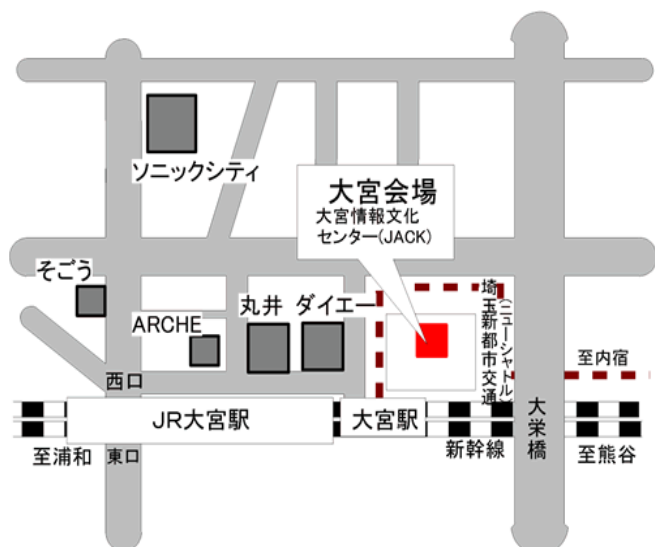 ソニックシティ
大宮会場
大宮情報文化
センター(JACK)
そごう
ARCHE
丸井
ダイエー
埼玉新都市交通
(ニューシャトル)
至内宿
西口
JR大宮駅
大宮駅
新幹線
大栄橋
至浦和
東口
至熊谷